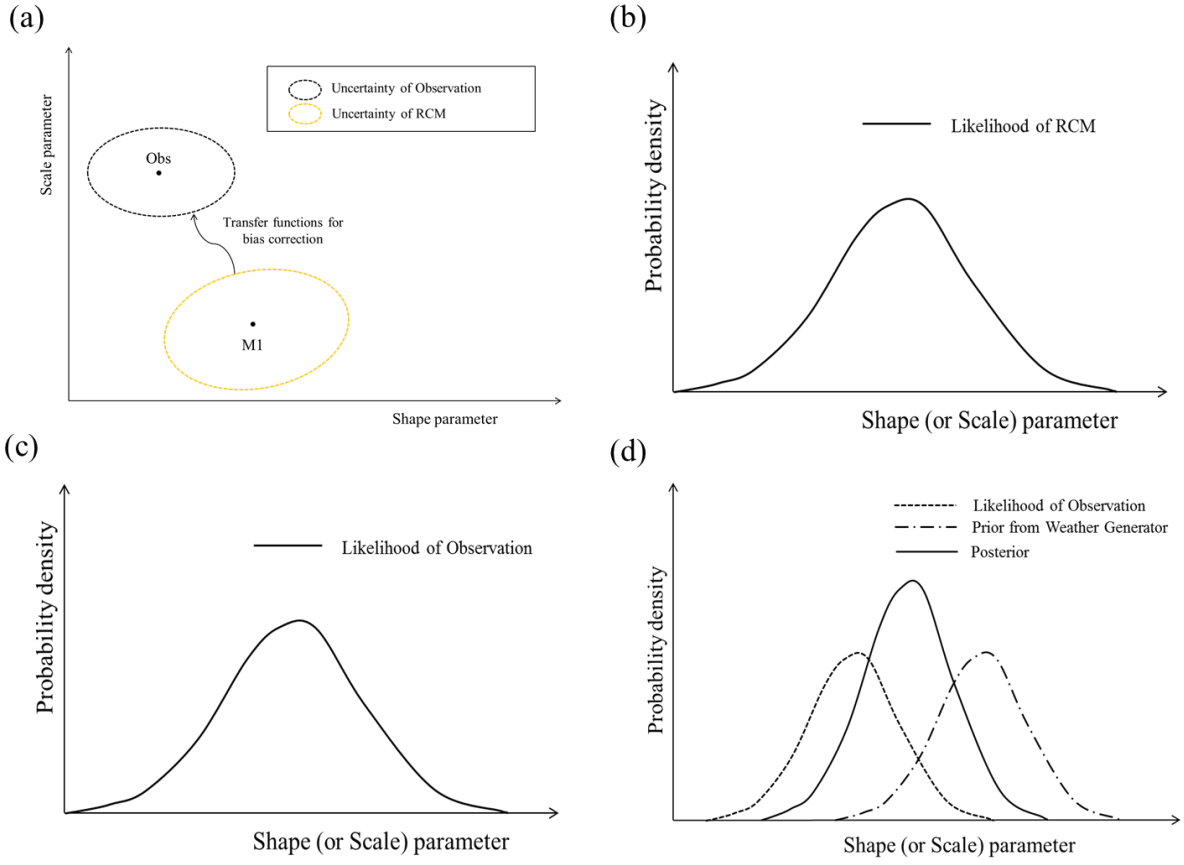 (a)
Scale parameter
Uncertainty of Observation
Uncertainty of RCM
Obs
Transfer functions for
bias correction
M1
Shape parameter
(b)
Probability density
Likelihood of RCM
Shape (or Scale) parameter
(c)
Probability density
Likelihood of Observation
Shape (or Scale) parameter
(d)
Probability density
Likelihood of Observation
Prior from Weather Generator
Posterior
Shape (or Scale) parameter